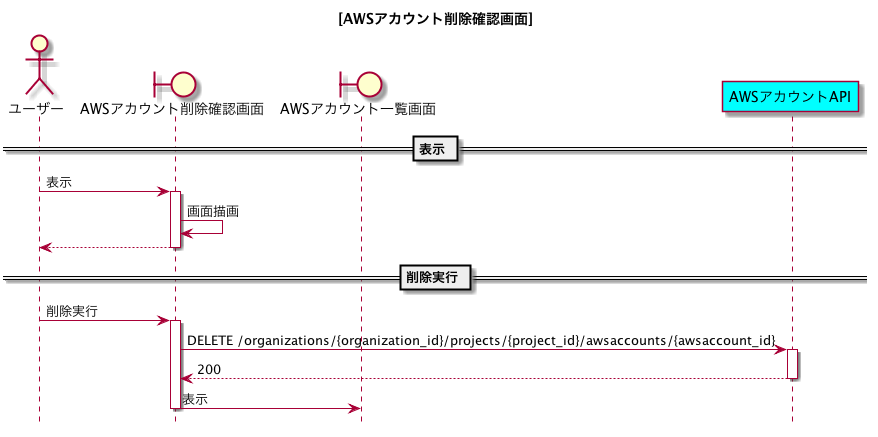 [AWSアカウント削除確認画面]
ユーザー
AWSアカウント削除確認画面
AWSアカウント一覧画面
AWSアカウントAPI
表示
表示
画面描画
削除実行
削除実行
DELETE /organizations/{organization_id}/projects/{project_id}/awsaccounts/{awsaccount_id}
200
表示